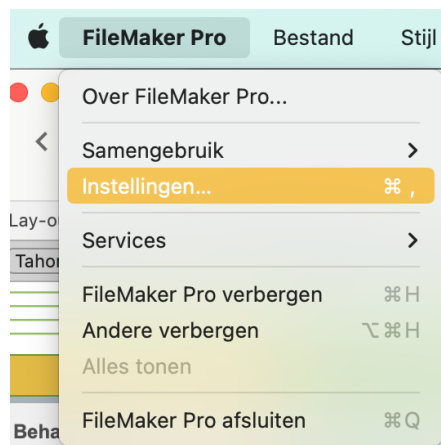 FileMaker Pro Bestand Stijl
Over FileMaker Pro...
Samengebruik
Instellingen... ⌘ ,
Lay-o
Services
Tahor
FileMaker Pro verbergen ⌘H
Andere verbergen ⌥⌘H
Alles tonen
FileMaker Pro afsluiten ⌘Q
Beha